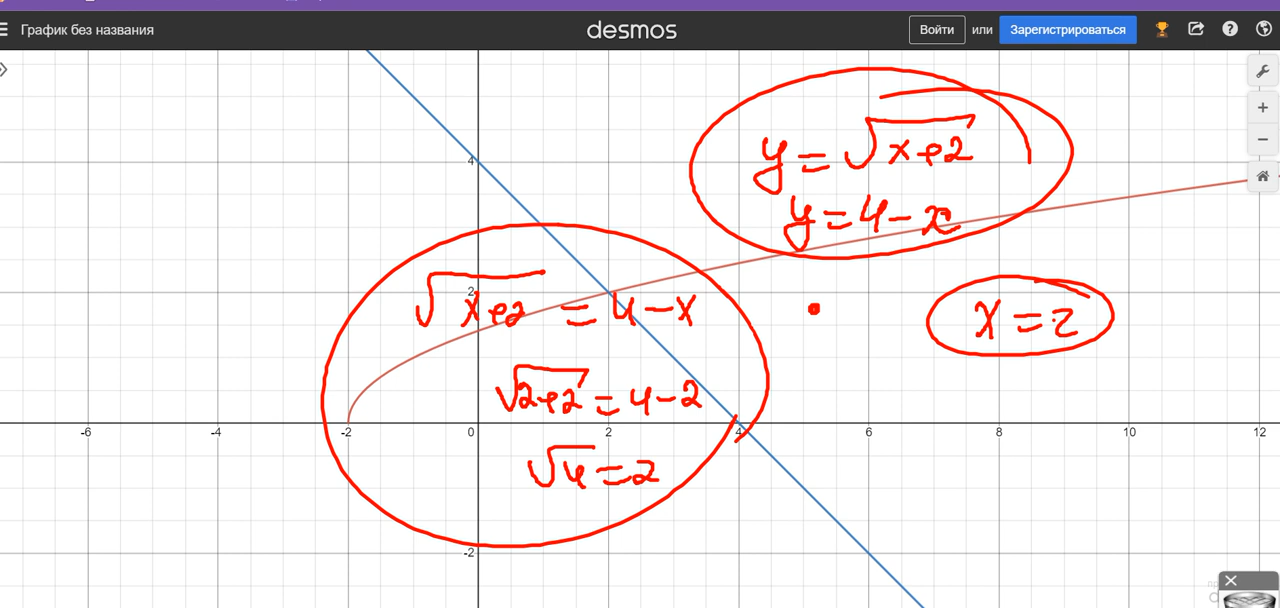 График без названия
desmos
Войти или Зарегистрироваться
y = √x+2
y = 4 - x
√x+2 = 4 - x
x = 2
√2+2 = 4 - 2
√4 = 2
4
2
-2
-6 -4 -2 0 2 4 6 8 10 12